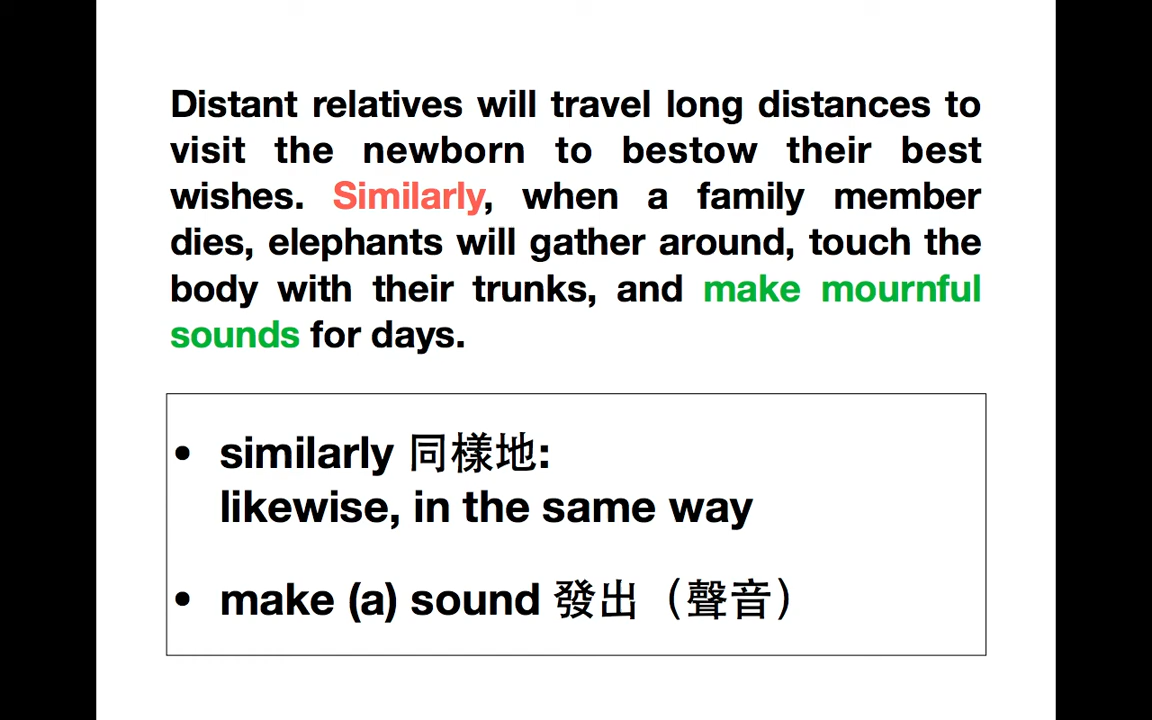 Distant relatives will travel long distances to
visit the newborn to bestow their best
wishes. Similarly, when a family member
dies, elephants will gather around, touch the
body with their trunks, and make mournful
sounds for days.
• similarly 同樣地:
likewise, in the same way
• make (a) sound 發出（聲音）